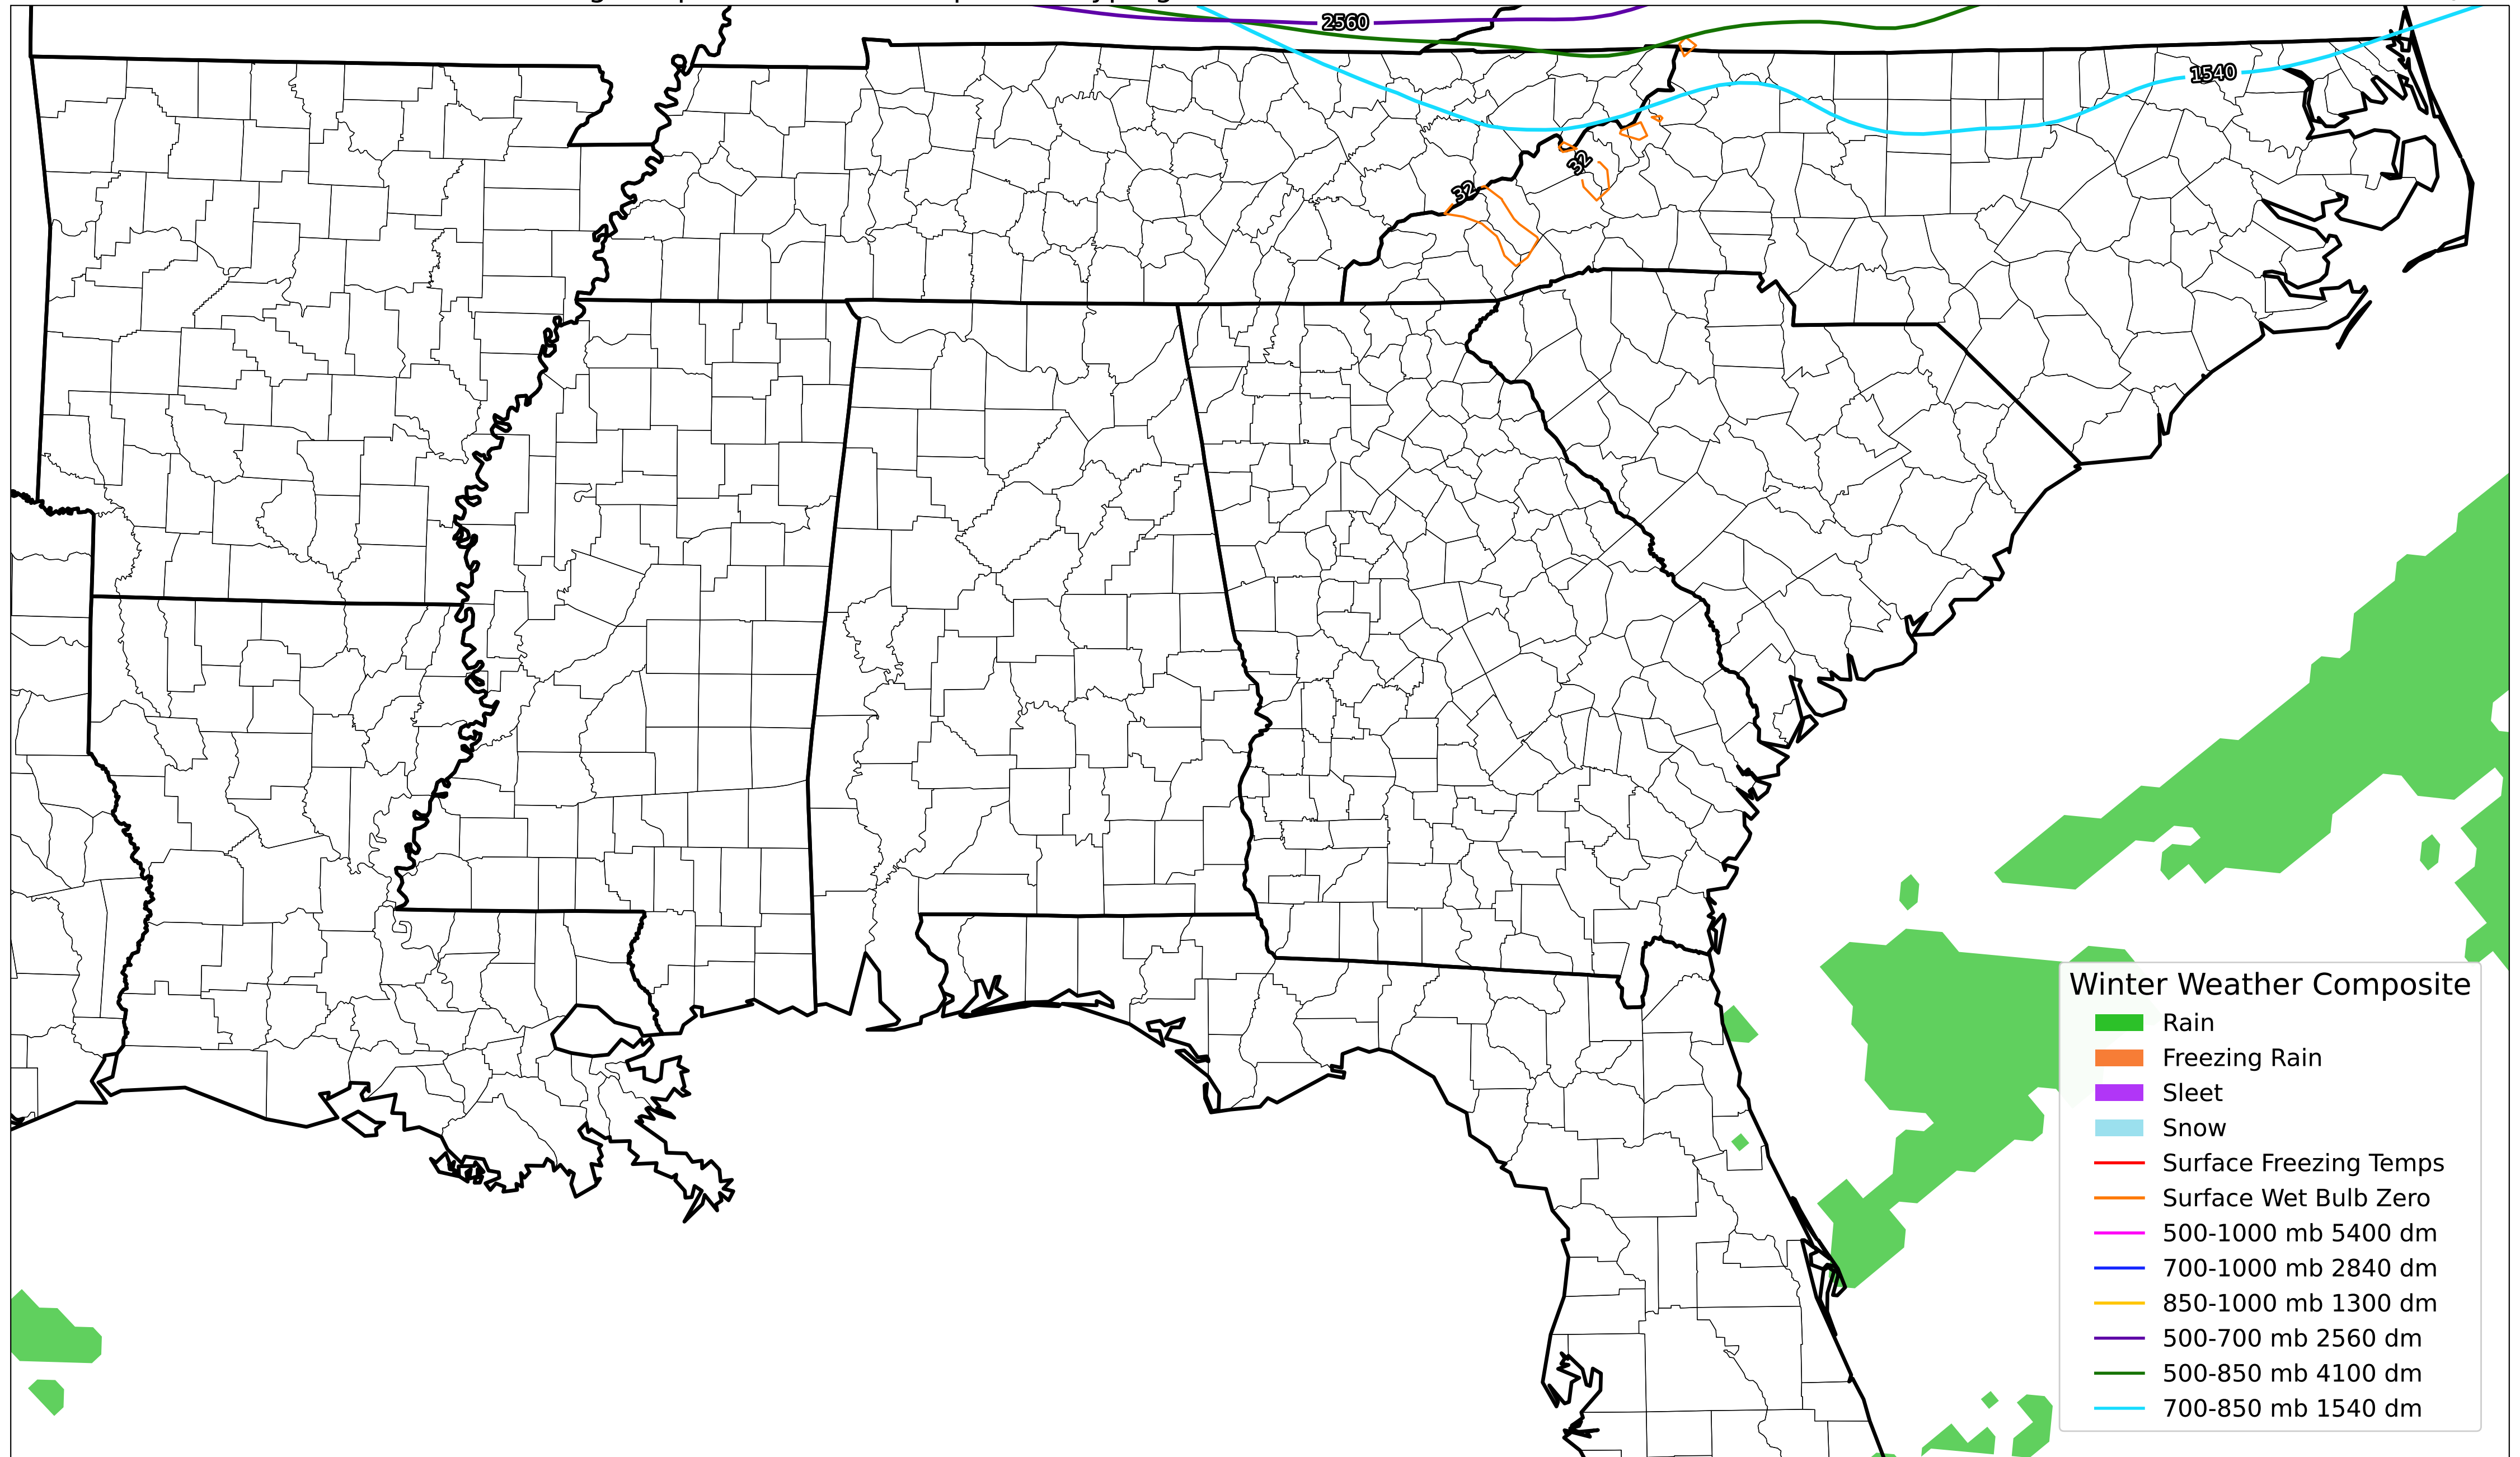 2560
1540
32
32
Winter Weather Composite
Rain
Freezing Rain
Sleet
Snow
Surface Freezing Temps
Surface Wet Bulb Zero
500-1000 mb 5400 dm
700-1000 mb 2840 dm
850-1000 mb 1300 dm
500-700 mb 2560 dm
500-850 mb 4100 dm
700-850 mb 1540 dm